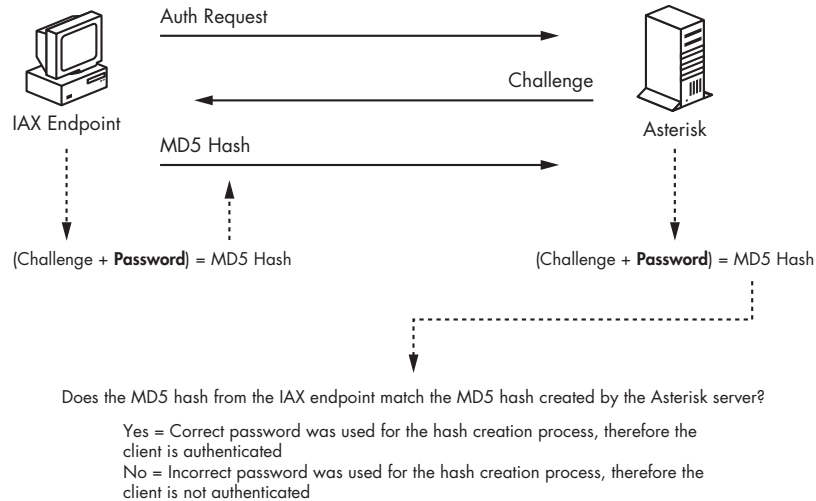 Auth Request
Challenge
IAX Endpoint
Asterisk
MD5 Hash
(Challenge + Password) = MD5 Hash
(Challenge + Password) = MD5 Hash
Does the MD5 hash from the IAX endpoint match the MD5 hash created by the Asterisk server?
Yes = Correct password was used for the hash creation process, therefore the
client is authenticated
No = Incorrect password was used for the hash creation process, therefore the
client is not authenticated